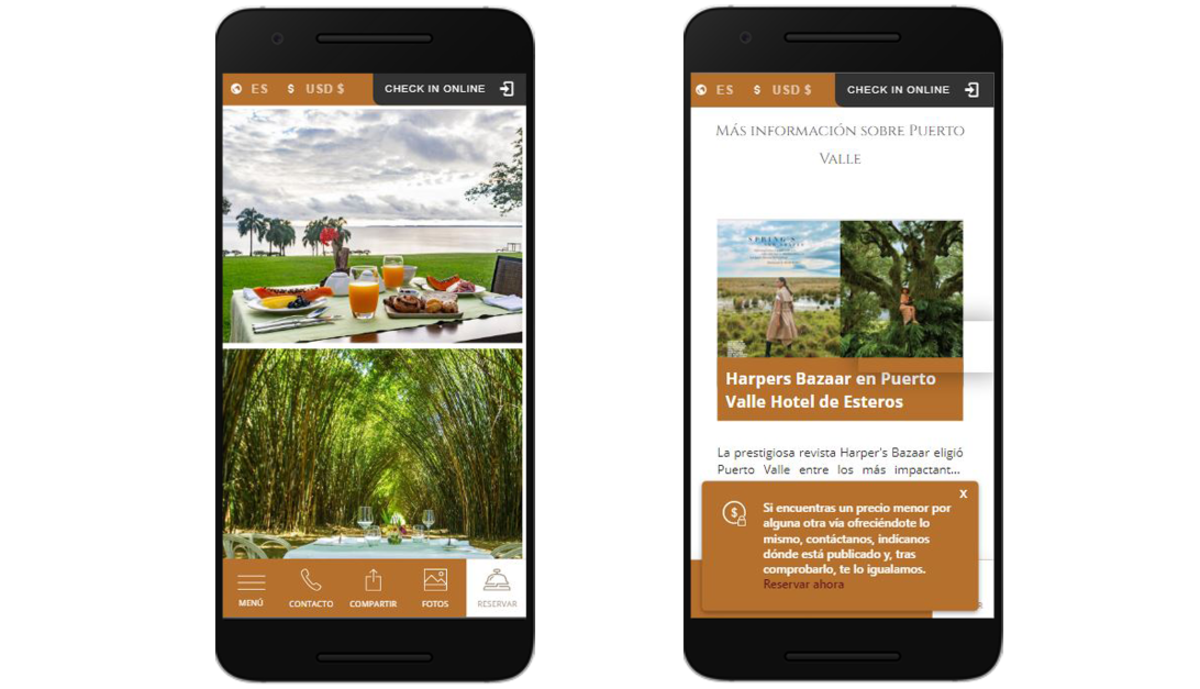 ES $ USD $ CHECK IN ONLINE
MENÚ
CONTACTO
COMPARTIR
FOTOS
RESERVAR
ES $ USD $ CHECK IN ONLINE
Más información sobre Puerto
Valle
SPRING'S
Harpers Bazaar en Puerto
Valle Hotel de Esteros
La prestigiosa revista Harper's Bazaar eligió
Puerto Valle entre los más impactant...
X
$
Si encuentras un precio menor por
alguna otra vía ofreciéndote lo
mismo, contáctanos, indícanos
dónde está publicado y, tras
comprobarlo, te lo igualamos.
Reservar ahora
R